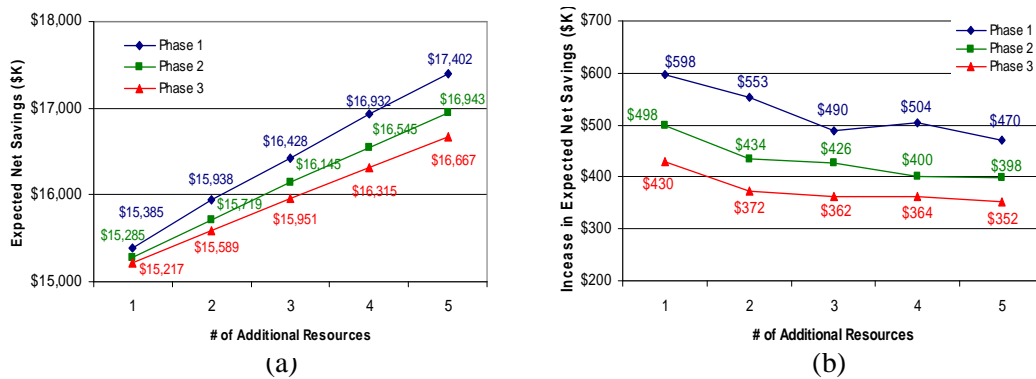 $18,000
$17,000
$16,000
$15,000
Expected Net Savings ($K)
Phase 1
Phase 2
Phase 3
$15,385
$15,938
$16,428
$16,932
$17,402
$15,285
$15,719
$16,145
$16,545
$16,943
$15,217
$15,589
$15,951
$16,315
$16,667
1 2 3 4 5
# of Additional Resources
(a)
$700
$600
$500
$400
$300
$200
Incease in Expected Net Savings ($K)
Phase 1
Phase 2
Phase 3
$598
$553
$490
$504
$470
$498
$434
$426
$400
$398
$430
$372
$362
$364
$352
1 2 3 4 5
# of Additional Resources
(b)